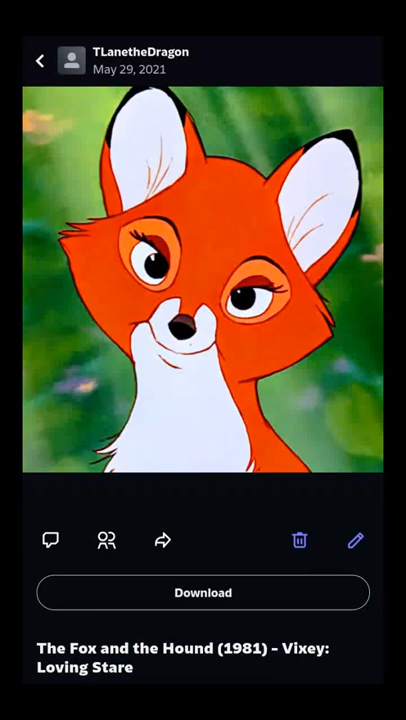 TLanetheDragon
May 29, 2021
Download
The Fox and the Hound (1981) - Vixey:
Loving Stare